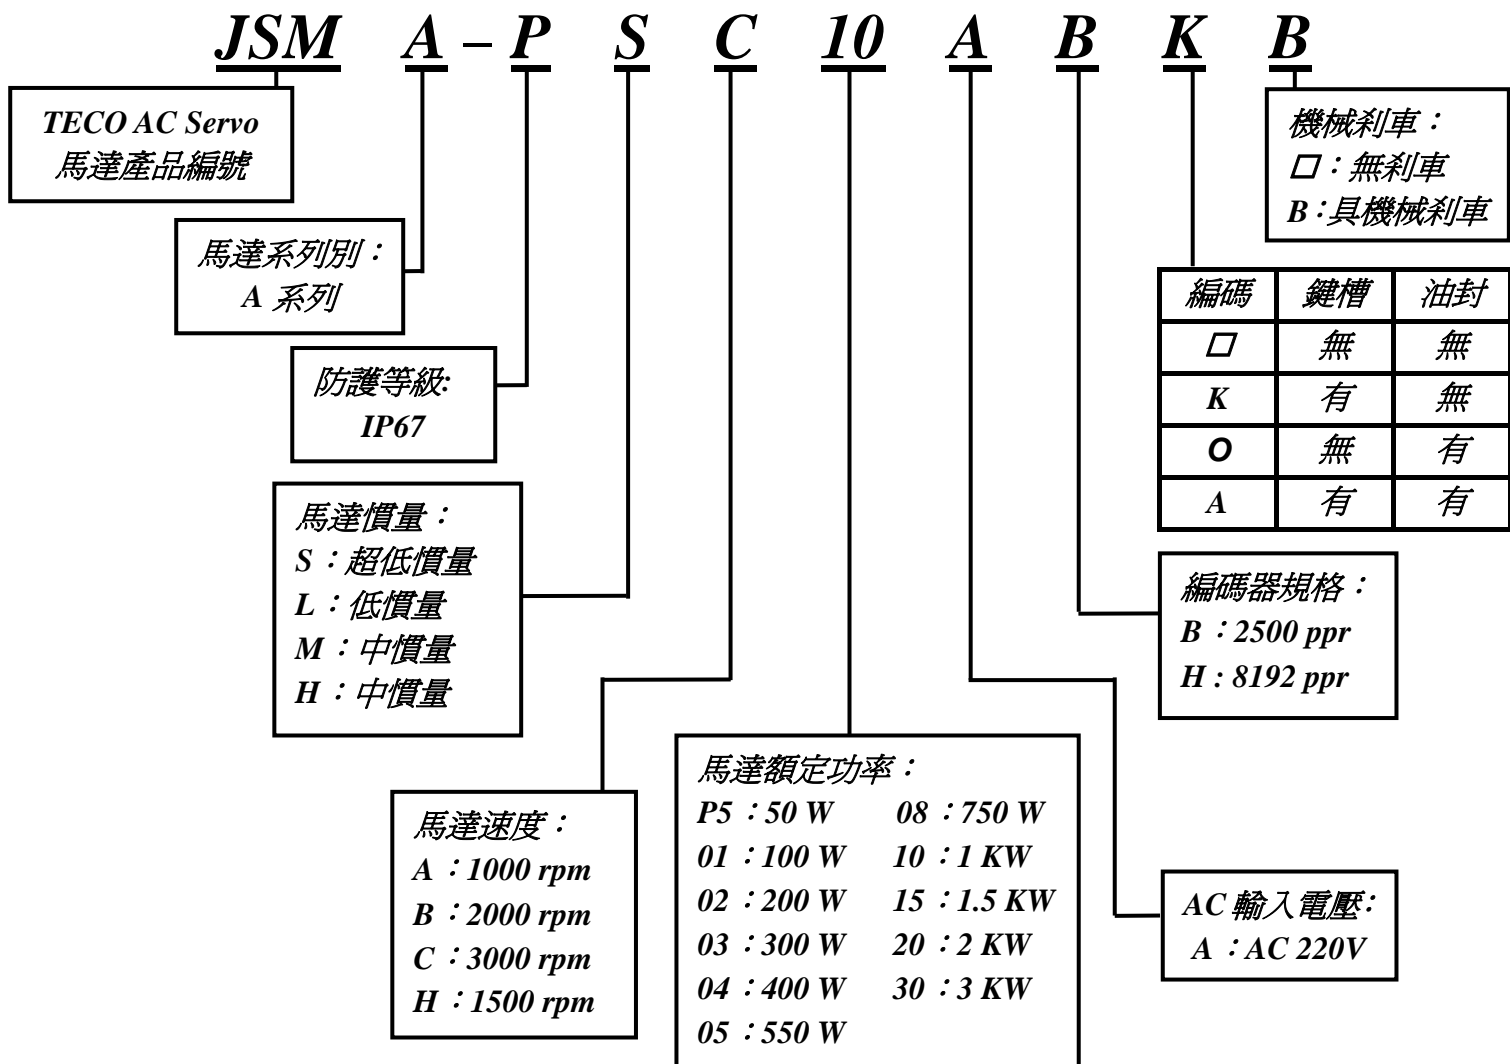 JSM A – P S C 10 A B K B
TECO AC Servo
馬達產品編號
馬達系列別：
A 系列
防護等級:
IP67
馬達慣量：
S：超低慣量
L：低慣量
M：中慣量
H：中慣量
馬達速度：
A：1000 rpm
B：2000 rpm
C：3000 rpm
H：1500 rpm
馬達額定功率：
P5：50 W 08：750 W
01：100 W 10：1 KW
02：200 W 15：1.5 KW
03：300 W 20：2 KW
04：400 W 30：3 KW
05：550 W
AC 輸入電壓:
A：AC 220V
編碼器規格：
B：2500 ppr
H : 8192 ppr
編碼 鍵槽 油封
□ 無 無
K 有 無
O 無 有
A 有 有
機械剎車：
□：無剎車
B：具機械剎車